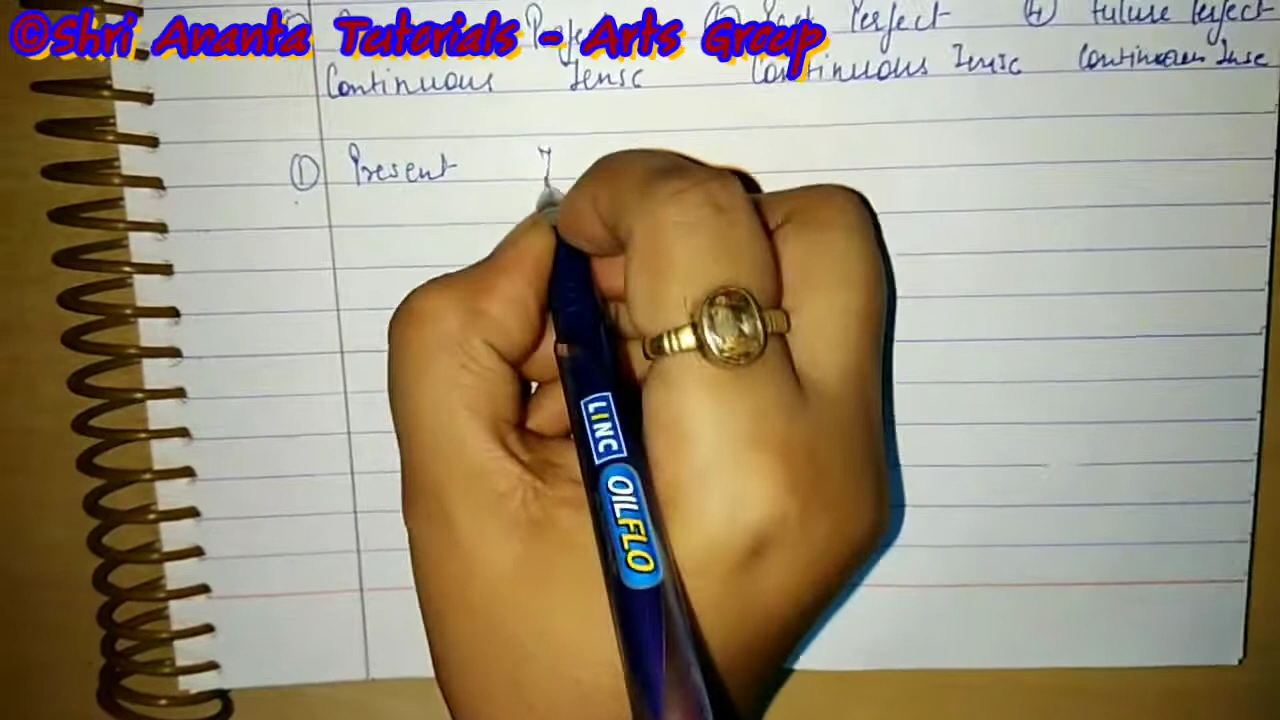 ©Shri Ananta Tutorials - Arts Group
Perfect ④ Future Perfect
Continuous Tense Continuous Tense Continuous Tense
① Present
LINC OILFLO